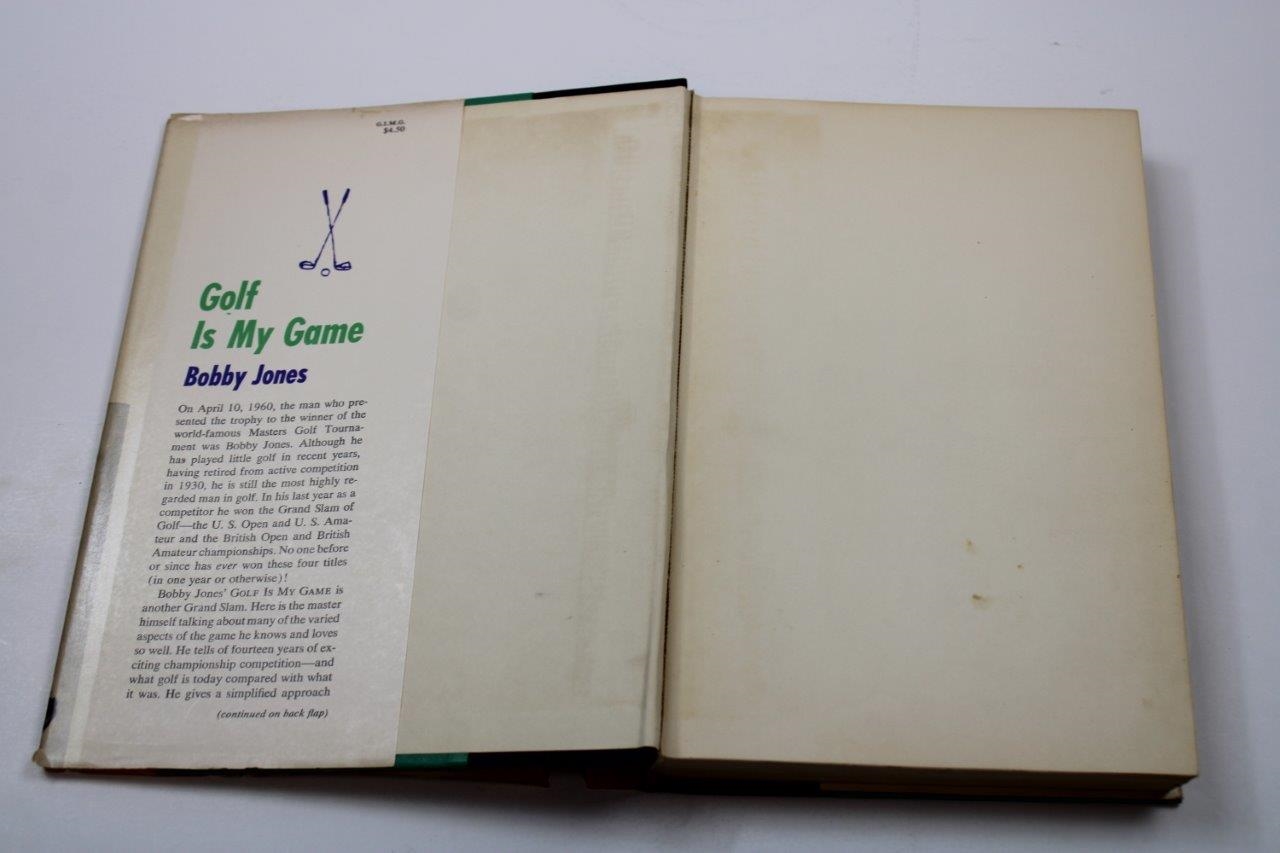 G.I.M.G.
$4.50
Golf
Is My Game
Bobby Jones
On April 10, 1960, the man who pre-
sented the trophy to the winner of the
world-famous Masters Golf Tourna-
ment was Bobby Jones. Although he
has played little golf in recent years,
having retired from active competition
in 1930, he is still the most highly re-
garded man in golf. In his last year as a
competitor he won the Grand Slam of
Golf—the U. S. Open and U. S. Ama-
teur and the British Open and British
Amateur championships. No one before
or since has ever won these four titles
(in one year or otherwise)!
Bobby Jones' GOLF IS MY GAME is
another Grand Slam. Here is the master
himself talking about many of the varied
aspects of the game he knows and loves
so well. He tells of fourteen years of ex-
citing championship competition—and
what golf is today compared with what
it was. He gives a simplified approach
(continued on back flap)